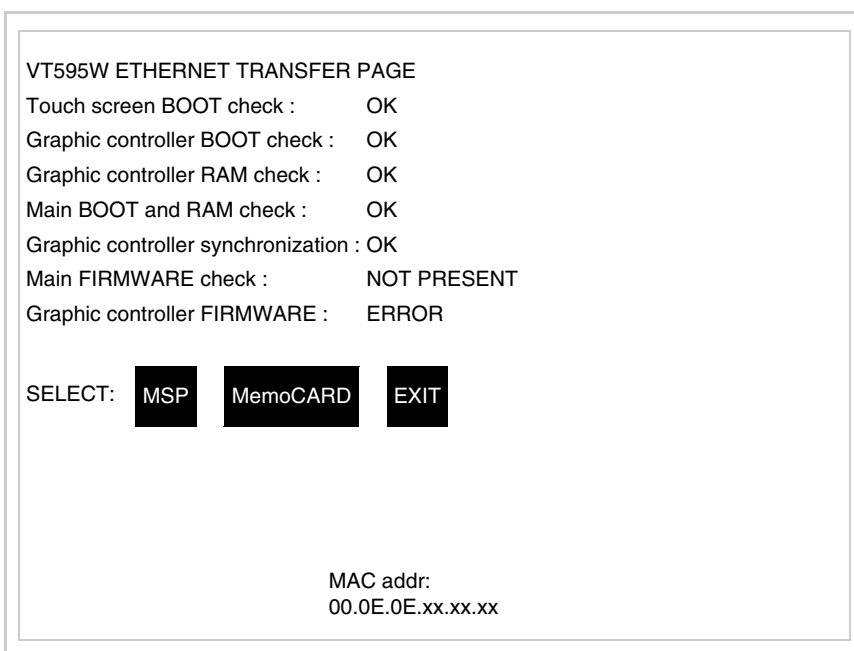 VT595W ETHERNET TRANSFER PAGE
Touch screen BOOT check : OK
Graphic controller BOOT check : OK
Graphic controller RAM check : OK
Main BOOT and RAM check : OK
Graphic controller synchronization : OK
Main FIRMWARE check : NOT PRESENT
Graphic controller FIRMWARE : ERROR
SELECT: MSP MemoCARD EXIT
MAC addr:
00.0E.0E.xx.xx.xx